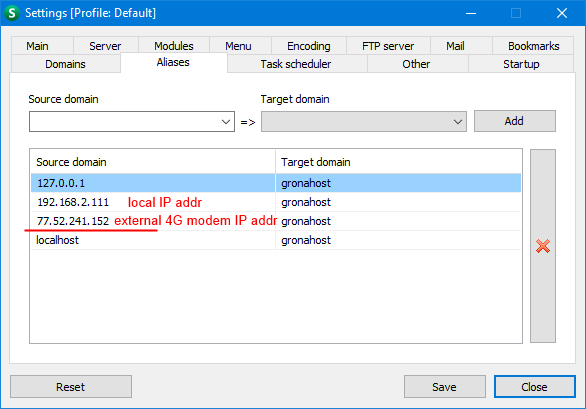 Settings [Profile: Default]
Main Server Modules Menu Encoding FTP server Mail Bookmarks
Domains Aliases Task scheduler Other Startup
Source domain Target domain
=> Add
Source domain Target domain
127.0.0.1 gronahost
192.168.2.111 local IP addr gronahost
77.52.241.152 external 4G modem IP addr gronahost
localhost gronahost
Reset Save Close